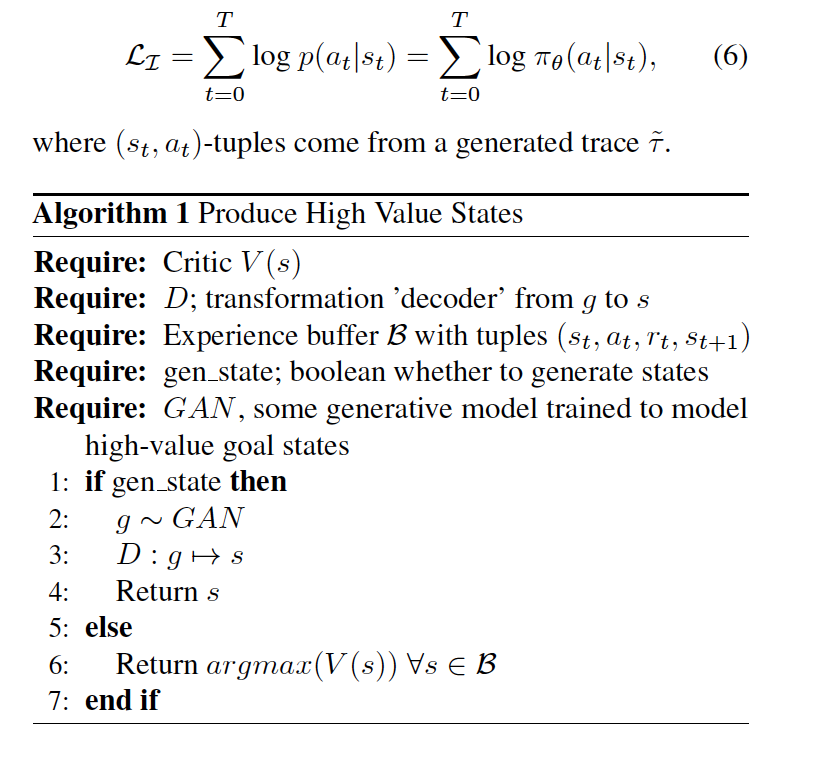 $\mathcal{L}_{\mathcal{I}} = \sum_{t=0}^{T} \log p(a_t|s_t) = \sum_{t=0}^{T} \log \pi_\theta(a_t|s_t),$ (6)
where $(s_t, a_t)$-tuples come from a generated trace $\tilde{\tau}$.
Algorithm 1 Produce High Value States
Require: Critic $V(s)$
Require: $D$; transformation 'decoder' from $g$ to $s$
Require: Experience buffer $\mathcal{B}$ with tuples $(s_t, a_t, r_t, s_{t+1})$
Require: gen_state; boolean whether to generate states
Require: $GAN$, some generative model trained to model
high-value goal states
1: if gen_state then
2: $g \sim GAN$
3: $D : g \mapsto s$
4: Return $s$
5: else
6: Return $argmax(V(s))\ \forall s \in \mathcal{B}$
7: end if